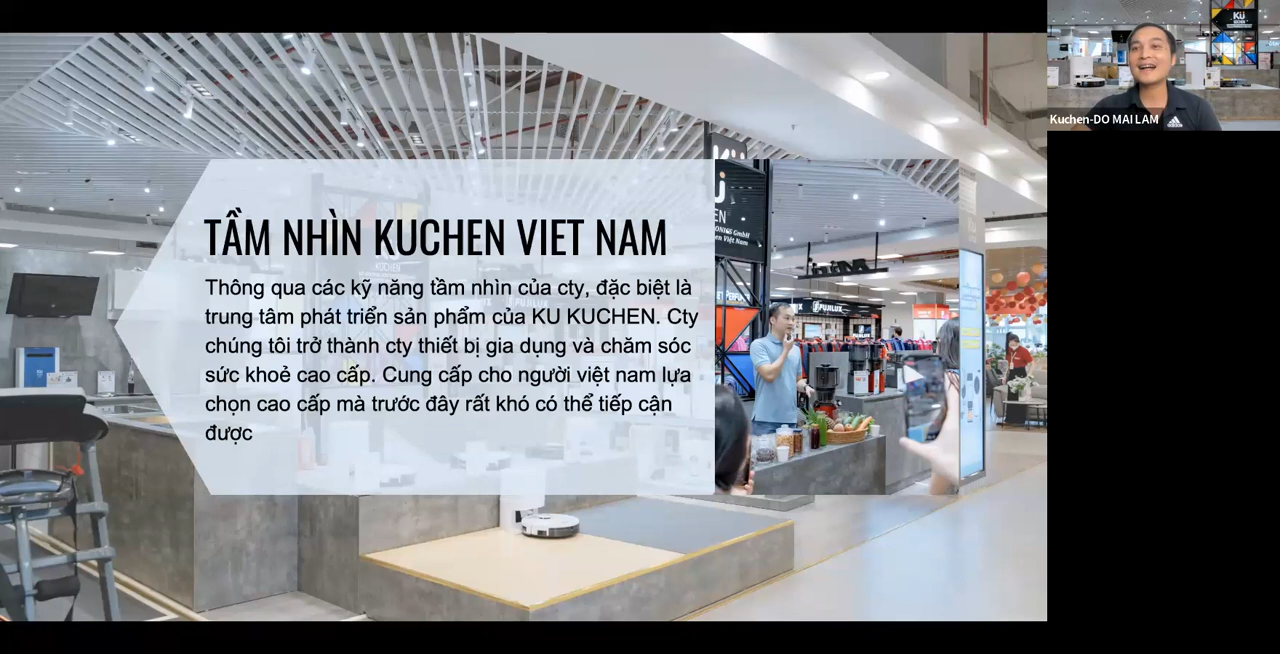 TẦM NHÌN KUCHEN VIET NAM
Thông qua các kỹ năng tầm nhìn của cty, đặc biệt là
trung tâm phát triển sản phẩm của KU KUCHEN. Cty
chúng tôi trở thành cty thiết bị gia dụng và chăm sóc
sức khoẻ cao cấp. Cung cấp cho người việt nam lựa
chọn cao cấp mà trước đây rất khó có thể tiếp cận
được
FUJILUX
Kuchen-DO MAI LAM